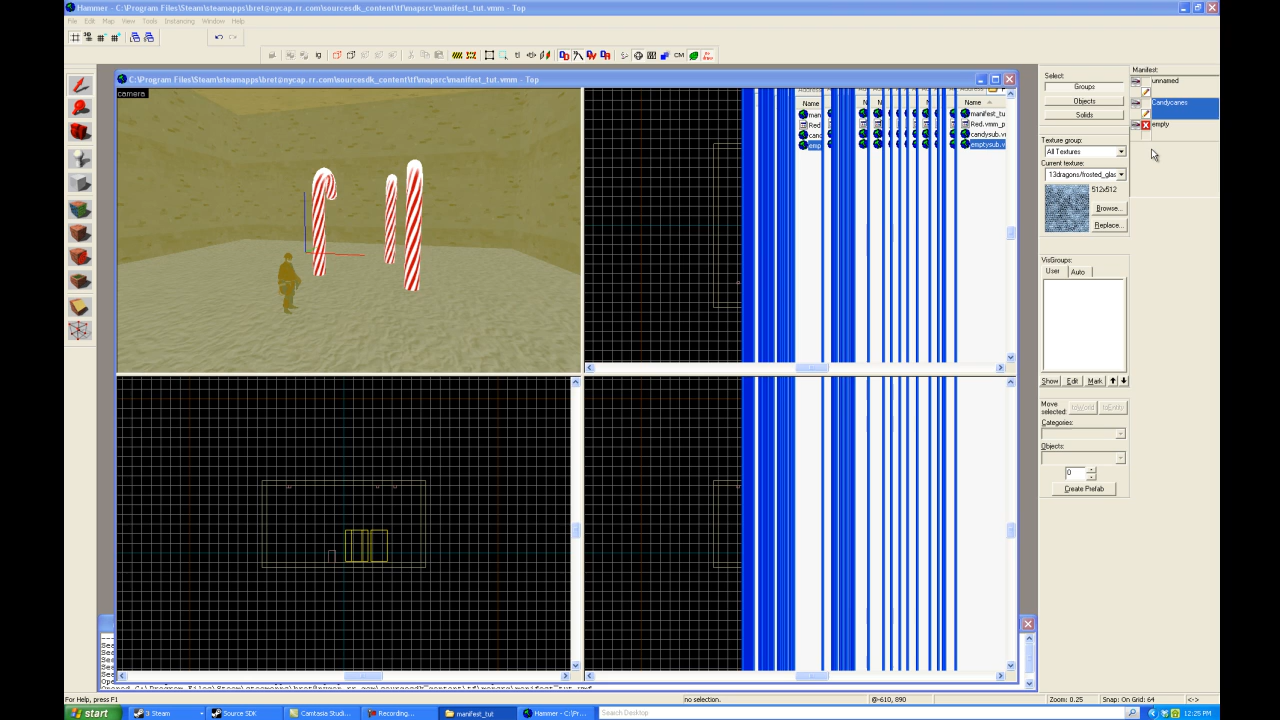 Hammer - C:\Program Files\Steam\steamapps\bret@nycap.rr.com\sourcesdk_content\tf\mapsrc\manifest_tut.vmm - Top
File Edit Map View Tools Instancing Window Help
C:\Program Files\Steam\steamapps\bret@nycap.rr.com\sourcesdk_content\tf\mapsrc\manifest_tut.vmm - Top
camera
Name
Name
manifest_tu
Red.vmm_p
candysub.v
emptysub.v
Select:
Groups
Objects
Solids
Texture group:
All Textures
Current texture:
13dragons/frosted_glas
512x512
Browse...
Replace...
VisGroups:
User Auto
Show Edit Mark
Move
selected:
toWorld toEntity
Categories:
Objects:
0
Create Prefab
Manifest:
unnamed
Candycanes
empty
For Help, press F1
no selection.
@-610, 890
Zoom: 0.25
Snap: On Grid: 64
<->
start
3 Steam
Source SDK
Camtasia Studi...
Recording...
manifest_tut
Hammer - C:\Pr...
Search Desktop
12:25 PM